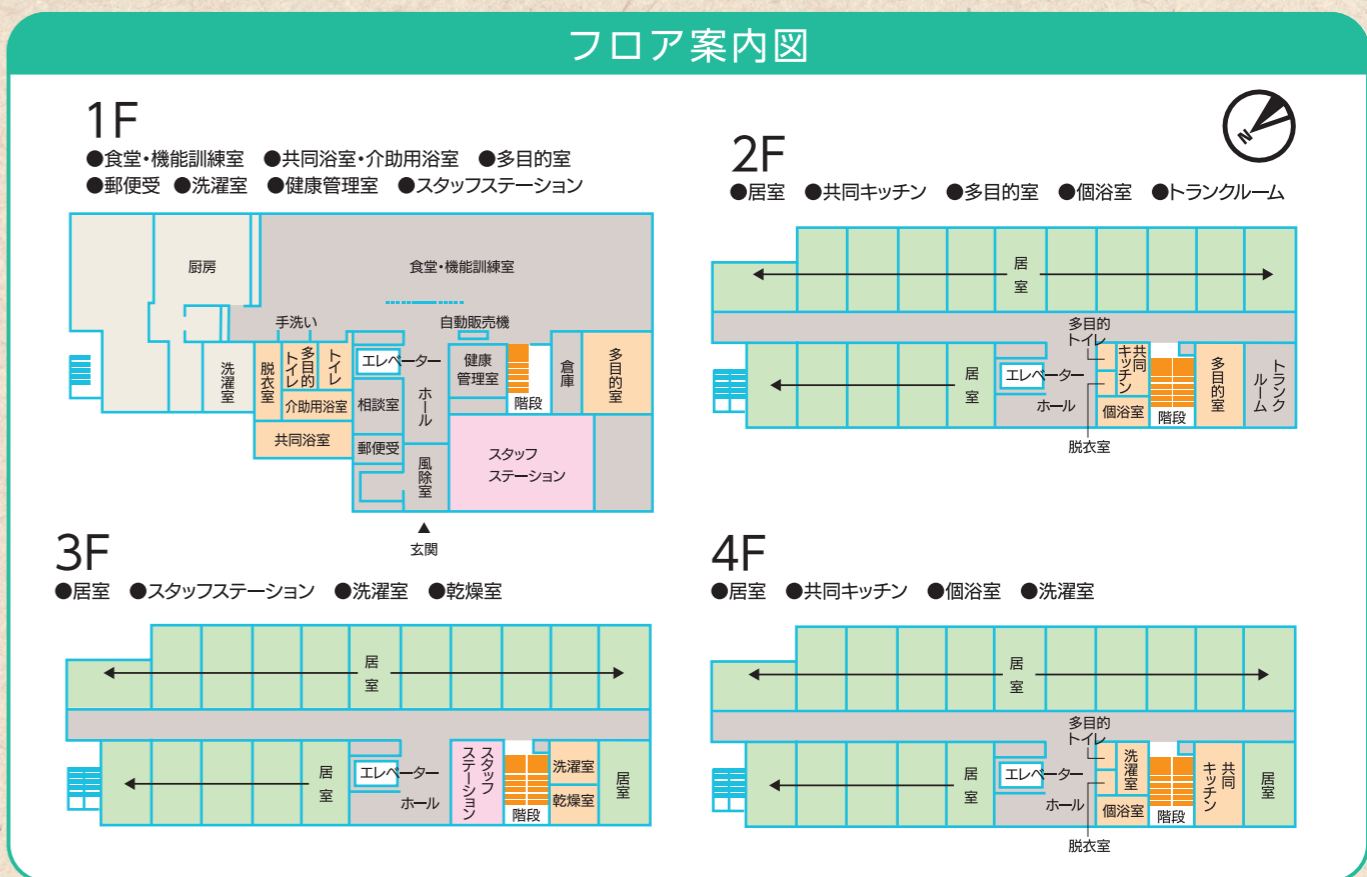 フロア案内図
1F
●食堂・機能訓練室 ●共同浴室・介助用浴室 ●多目的室
●郵便受 ●洗濯室 ●健康管理室 ●スタッフステーション
厨房
食堂・機能訓練室
手洗い
自動販売機
洗濯室
脱衣室
多目的
トイレ
トイレ
エレベーター
ホール
健康
管理室
階段
倉庫
多目的室
介助用浴室
相談室
共同浴室
郵便受
風除室
スタッフ
ステーション
▲
玄関
N
2F
●居室 ●共同キッチン ●多目的室 ●個浴室 ●トランクルーム
居室
多目的
トイレ
居室
エレベーター
ホール
共同
キッチン
個浴室
階段
多目的室
トランク
ルーム
脱衣室
3F
●居室 ●スタッフステーション ●洗濯室 ●乾燥室
居室
居室
エレベーター
ホール
スタッフ
ステーション
階段
洗濯室
乾燥室
居室
4F
●居室 ●共同キッチン ●個浴室 ●洗濯室
居室
多目的
トイレ
居室
エレベーター
ホール
洗濯室
個浴室
階段
共同
キッチン
居室
脱衣室